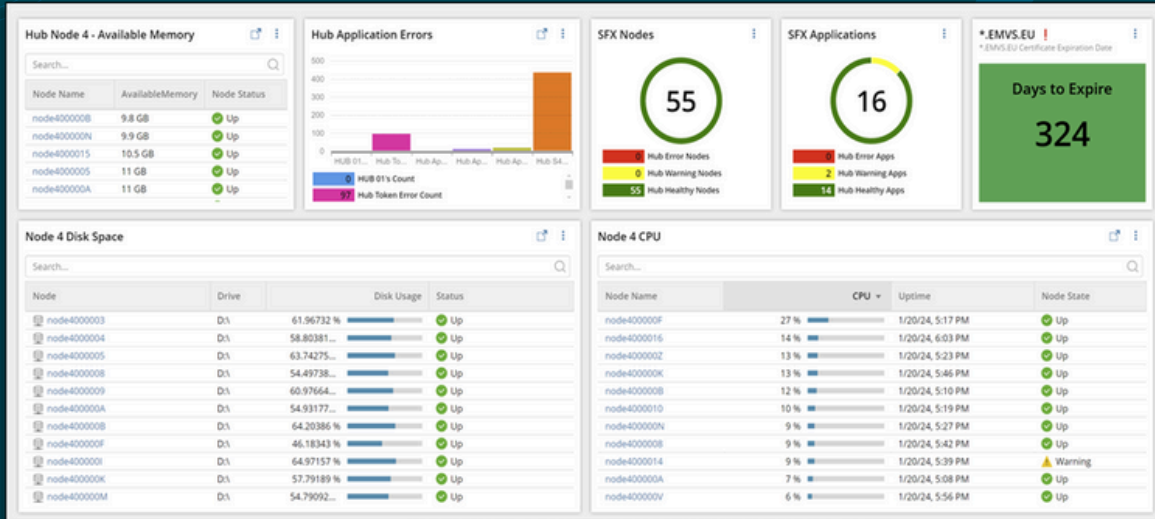 Hub Node 4 - Available Memory
Search...
Node Name AvailableMemory Node Status
node400000B 9.8 GB Up
node400000N 9.9 GB Up
node4000015 10.5 GB Up
node4000005 11 GB Up
node400000A 11 GB Up
Hub Application Errors
500
400
300
200
100
0
HUB 01... Hub To... Hub Ap... Hub Ap... Hub Ap... Hub S4...
0 HUB 01's Count
97 Hub Token Error Count
SFX Nodes
55
0 Hub Error Nodes
0 Hub Warning Nodes
55 Hub Healthy Nodes
SFX Applications
16
0 Hub Error Apps
2 Hub Warning Apps
14 Hub Healthy Apps
*.EMVS.EU
*.EMVS.EU Certificate Expiration Date
Days to Expire
324
Node 4 Disk Space
Search...
Node Drive Disk Usage Status
node4000003 D:\ 61.96732 % Up
node4000004 D:\ 58.80381... Up
node4000005 D:\ 63.74275... Up
node4000008 D:\ 54.49738... Up
node4000009 D:\ 60.97664... Up
node400000A D:\ 54.93177... Up
node400000B D:\ 64.20386 % Up
node400000F D:\ 46.18343 % Up
node400000I D:\ 64.97157 % Up
node400000K D:\ 57.79189 % Up
node400000M D:\ 54.79092... Up
Node 4 CPU
Search...
Node Name CPU Uptime Node State
node400000F 27 % 1/20/24, 5:17 PM Up
node4000016 14 % 1/20/24, 6:03 PM Up
node400000Z 13 % 1/20/24, 5:23 PM Up
node400000K 13 % 1/20/24, 5:46 PM Up
node400000B 12 % 1/20/24, 5:10 PM Up
node4000010 10 % 1/20/24, 5:19 PM Up
node400000N 9 % 1/20/24, 5:27 PM Up
node4000008 9 % 1/20/24, 5:42 PM Up
node4000014 9 % 1/20/24, 5:39 PM Warning
node400000A 7 % 1/20/24, 5:08 PM Up
node400000V 6 % 1/20/24, 5:56 PM Up